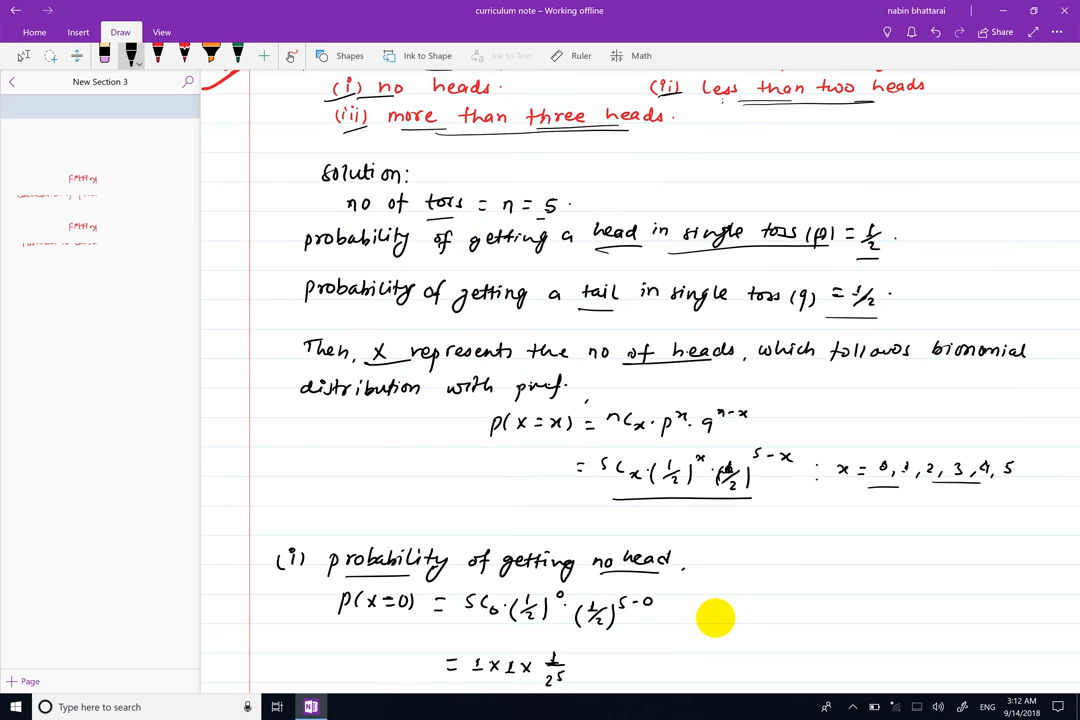 curriculum note – Working offline
nabin bhattarai
Home Insert Draw View
Share
Shapes Ink to Shape Ink to Text Ruler Math
New Section 3
(i) no heads. (ii) less than two heads
(iii) more than three heads.
Solution:
no of toss = n = 5.
probability of getting a head in single toss (p) = 1/2.
probability of getting a tail in single toss (q) = 1/2.
Then, X represents the no of heads, which follows binomial
distribution with pmf.
P(X=x) = nCx · p^x · q^n-x
= 5Cx · (1/2)^x · (1/2)^5-x : x = 0, 1, 2, 3, 4, 5
(i) probability of getting no head.
P(X=0) = 5C0 · (1/2)^0 · (1/2)^5-0
= 1 × 1 × 1/2^5
+ Page
Type here to search
ENG
3:12 AM
9/14/2018